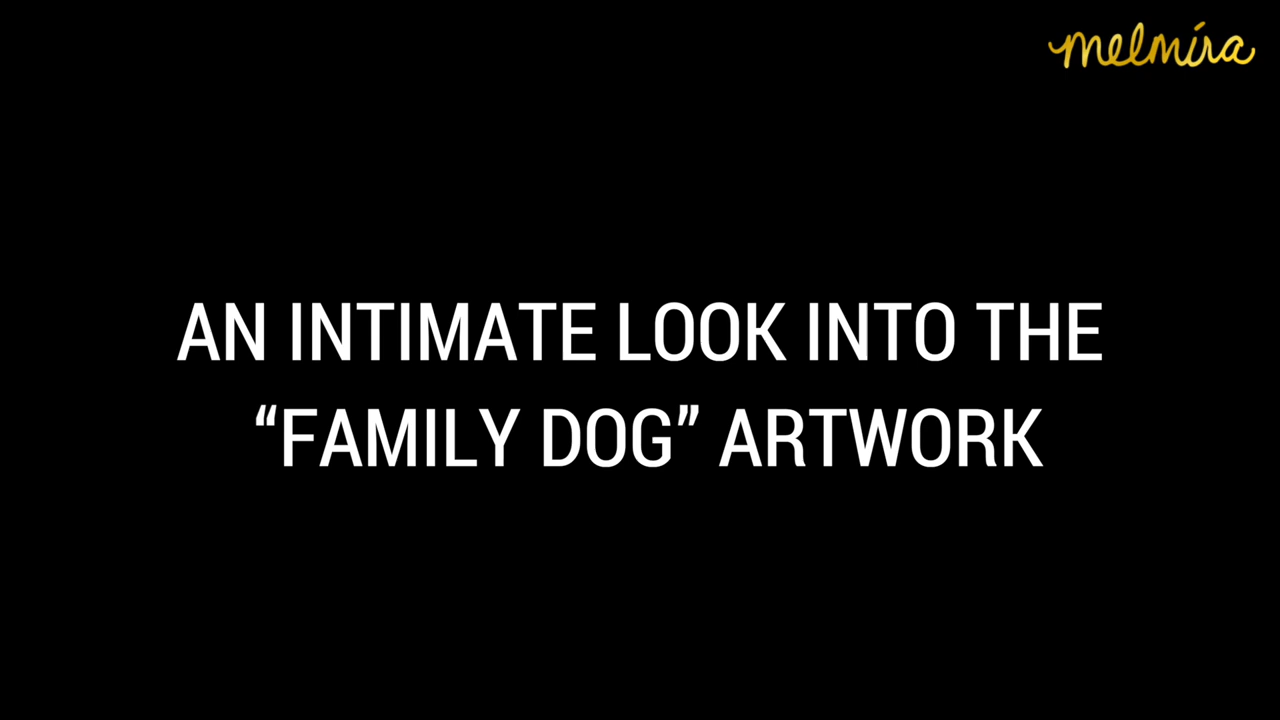 melmira
AN INTIMATE LOOK INTO THE
“FAMILY DOG” ARTWORK